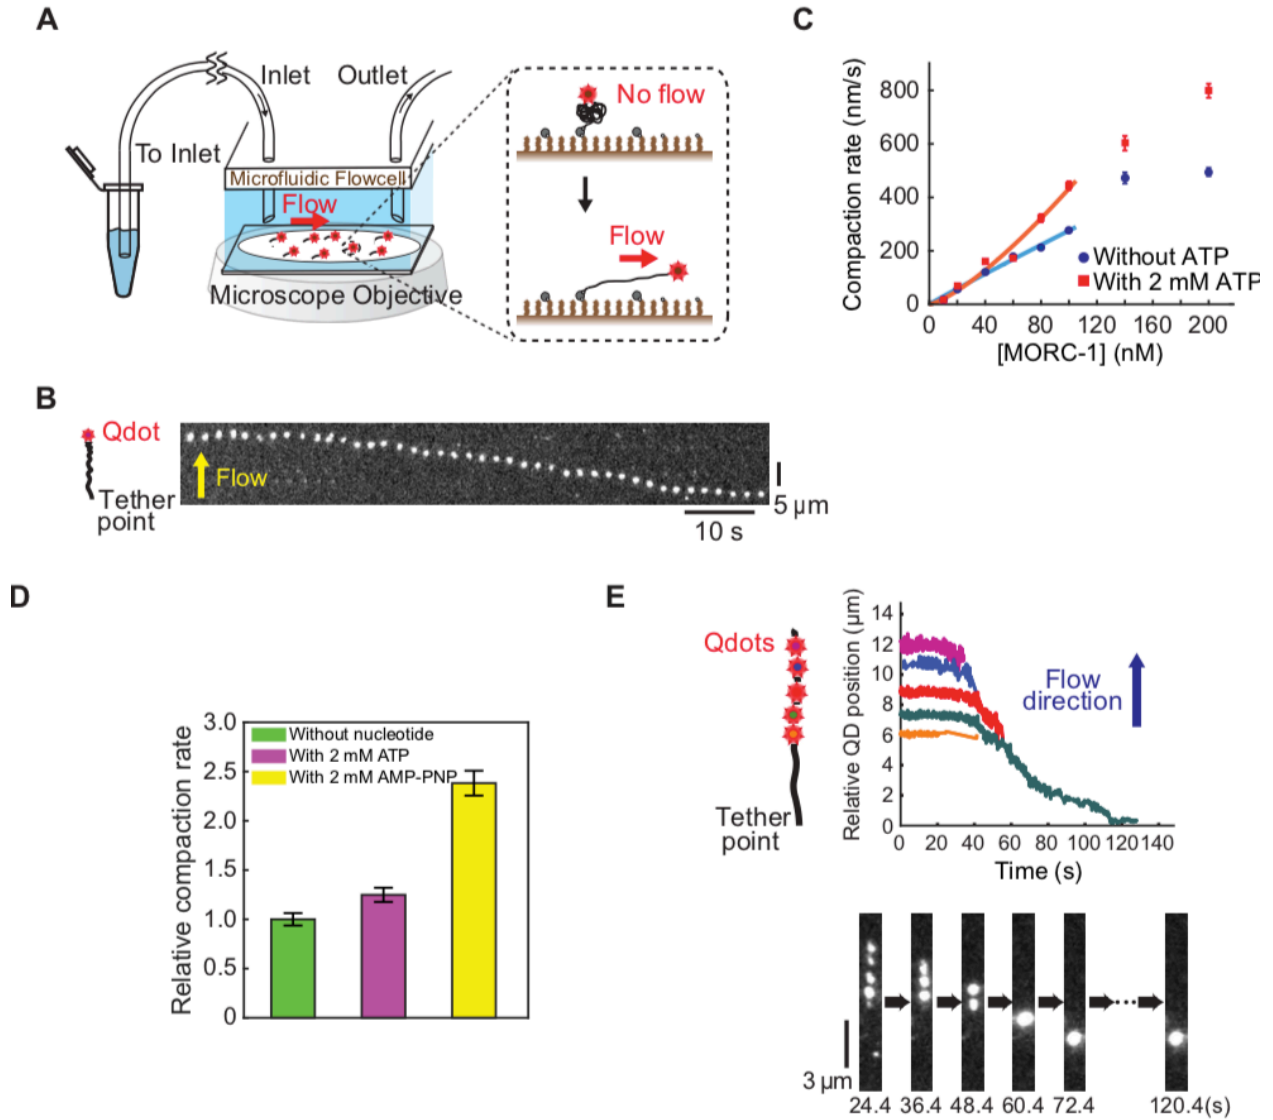 A
Inlet
Outlet
To Inlet
Microfluidic Flowcell
Flow
Microscope Objective
No flow
Flow
C
Compaction rate (nm/s)
800
600
400
200
0
Without ATP
With 2 mM ATP
0 40 80 120 160 200
[MORC-1] (nM)
B
Qdot
Flow
Tether
point
5 µm
10 s
D
Relative compaction rate
3.0
2.5
2.0
1.5
1.0
0.5
0
Without nucleotide
With 2 mM ATP
With 2 mM AMP-PNP
E
Qdots
Tether
point
Relative QD position (µm)
14
12
10
8
6
4
2
0
Flow
direction
0 20 40 60 80 100 120 140
Time (s)
3 µm
24.4 36.4 48.4 60.4 72.4 120.4(s)